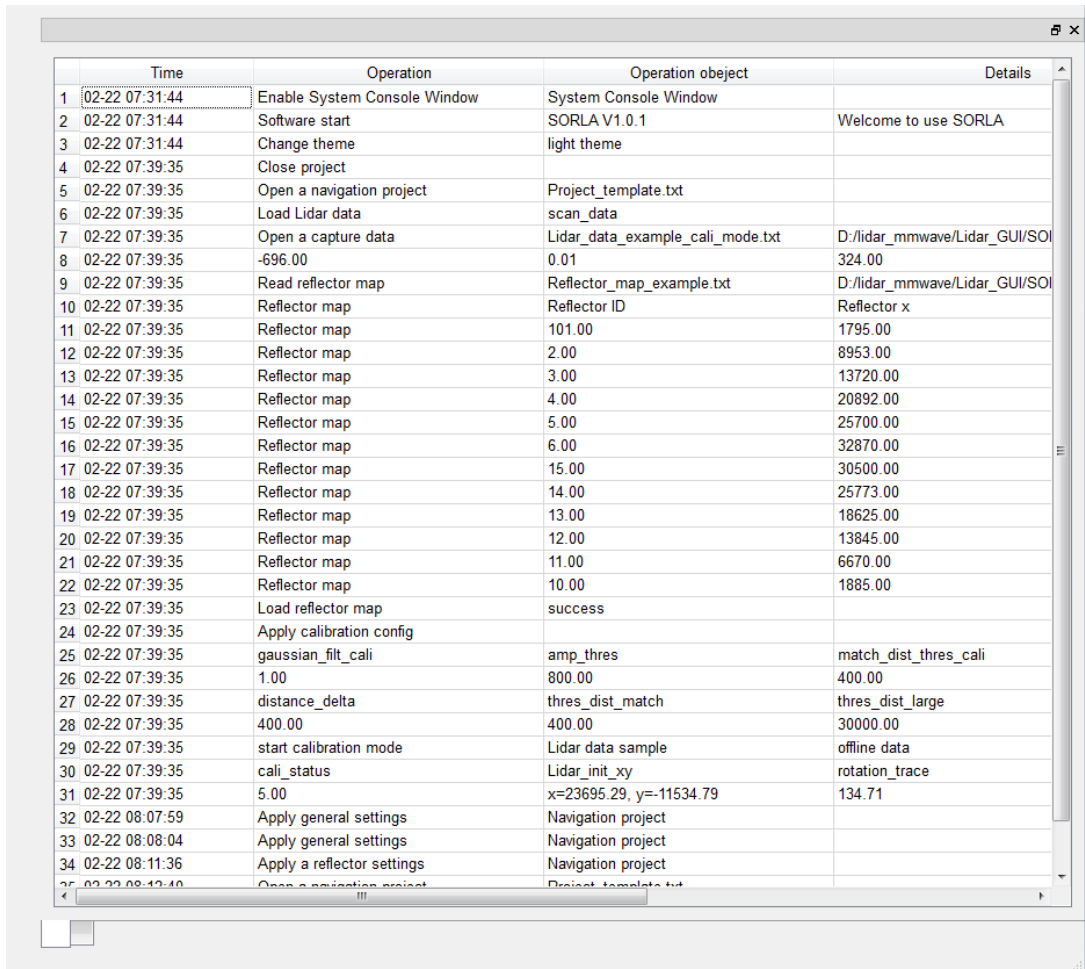 Time Operation Operation obeject Details
1 02-22 07:31:44 Enable System Console Window System Console Window
2 02-22 07:31:44 Software start SORLA V1.0.1 Welcome to use SORLA
3 02-22 07:31:44 Change theme light theme
4 02-22 07:39:35 Close project
5 02-22 07:39:35 Open a navigation project Project_template.txt
6 02-22 07:39:35 Load Lidar data scan_data
7 02-22 07:39:35 Open a capture data Lidar_data_example_cali_mode.txt D:/lidar_mmwave/Lidar_GUI/SOI
8 02-22 07:39:35 -696.00 0.01 324.00
9 02-22 07:39:35 Read reflector map Reflector_map_example.txt D:/lidar_mmwave/Lidar_GUI/SOI
10 02-22 07:39:35 Reflector map Reflector ID Reflector x
11 02-22 07:39:35 Reflector map 101.00 1795.00
12 02-22 07:39:35 Reflector map 2.00 8953.00
13 02-22 07:39:35 Reflector map 3.00 13720.00
14 02-22 07:39:35 Reflector map 4.00 20892.00
15 02-22 07:39:35 Reflector map 5.00 25700.00
16 02-22 07:39:35 Reflector map 6.00 32870.00
17 02-22 07:39:35 Reflector map 15.00 30500.00
18 02-22 07:39:35 Reflector map 14.00 25773.00
19 02-22 07:39:35 Reflector map 13.00 18625.00
20 02-22 07:39:35 Reflector map 12.00 13845.00
21 02-22 07:39:35 Reflector map 11.00 6670.00
22 02-22 07:39:35 Reflector map 10.00 1885.00
23 02-22 07:39:35 Load reflector map success
24 02-22 07:39:35 Apply calibration config
25 02-22 07:39:35 gaussian_filt_cali amp_thres match_dist_thres_cali
26 02-22 07:39:35 1.00 800.00 400.00
27 02-22 07:39:35 distance_delta thres_dist_match thres_dist_large
28 02-22 07:39:35 400.00 400.00 30000.00
29 02-22 07:39:35 start calibration mode Lidar data sample offline data
30 02-22 07:39:35 cali_status Lidar_init_xy rotation_trace
31 02-22 07:39:35 5.00 x=23695.29, y=-11534.79 134.71
32 02-22 08:07:59 Apply general settings Navigation project
33 02-22 08:08:04 Apply general settings Navigation project
34 02-22 08:11:36 Apply a reflector settings Navigation project
35 02-22 08:12:40 Open a navigation project Project_template.txt